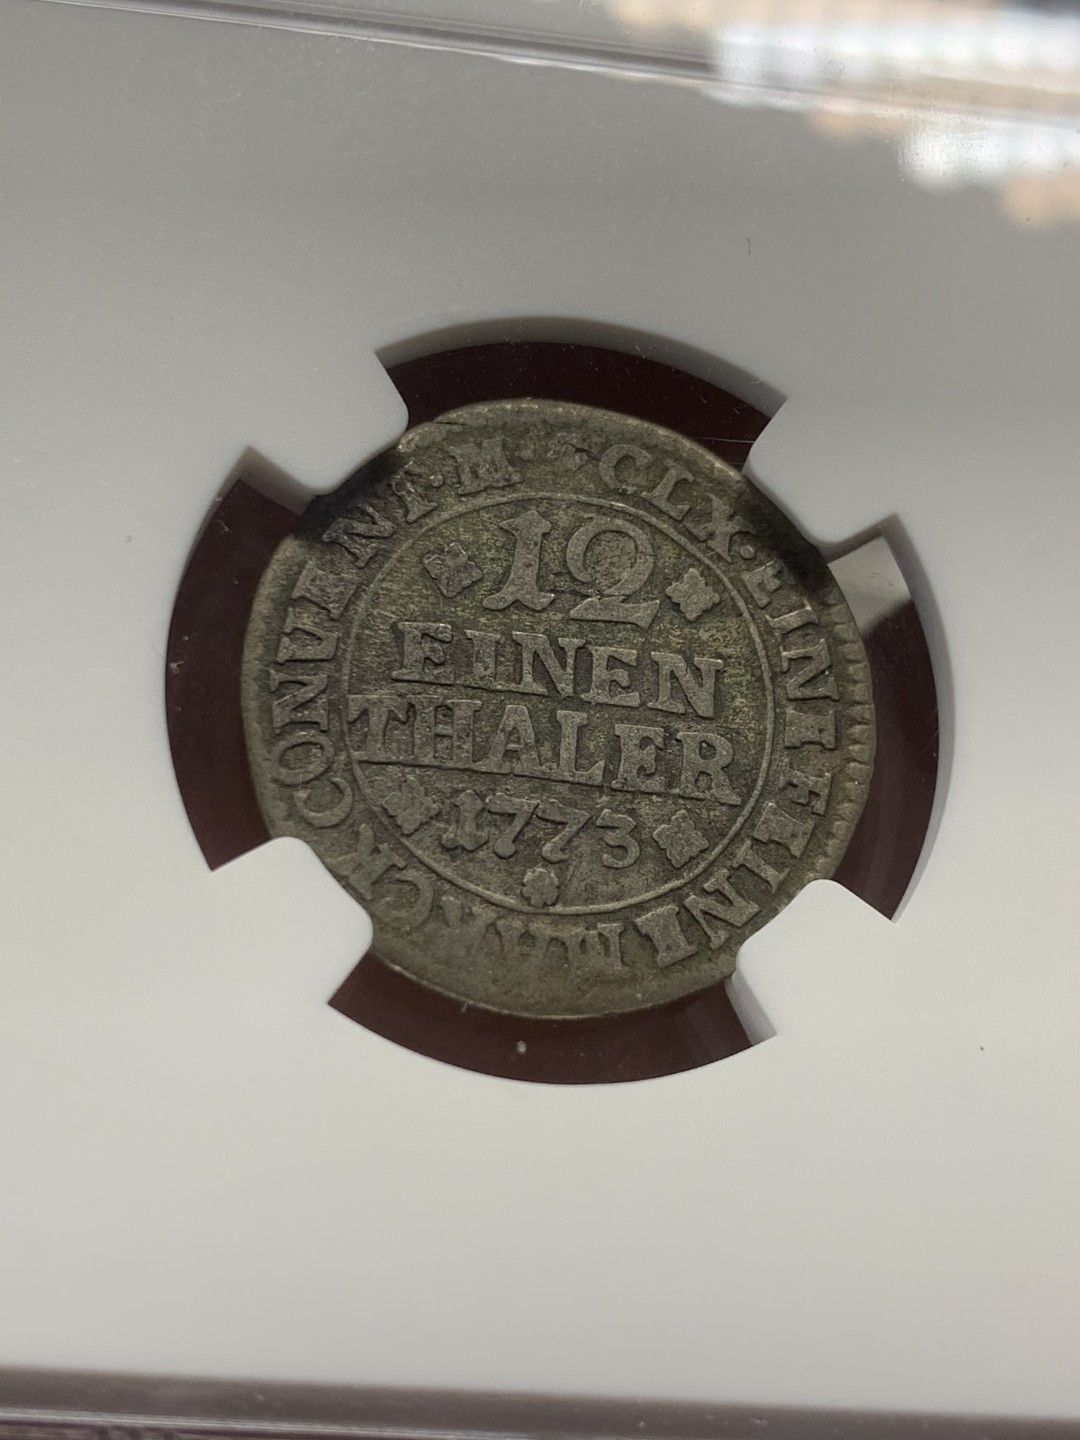 CLX · EINE FEINE MARCK CONVENT · M ·
12
EINEN
THALER
1773